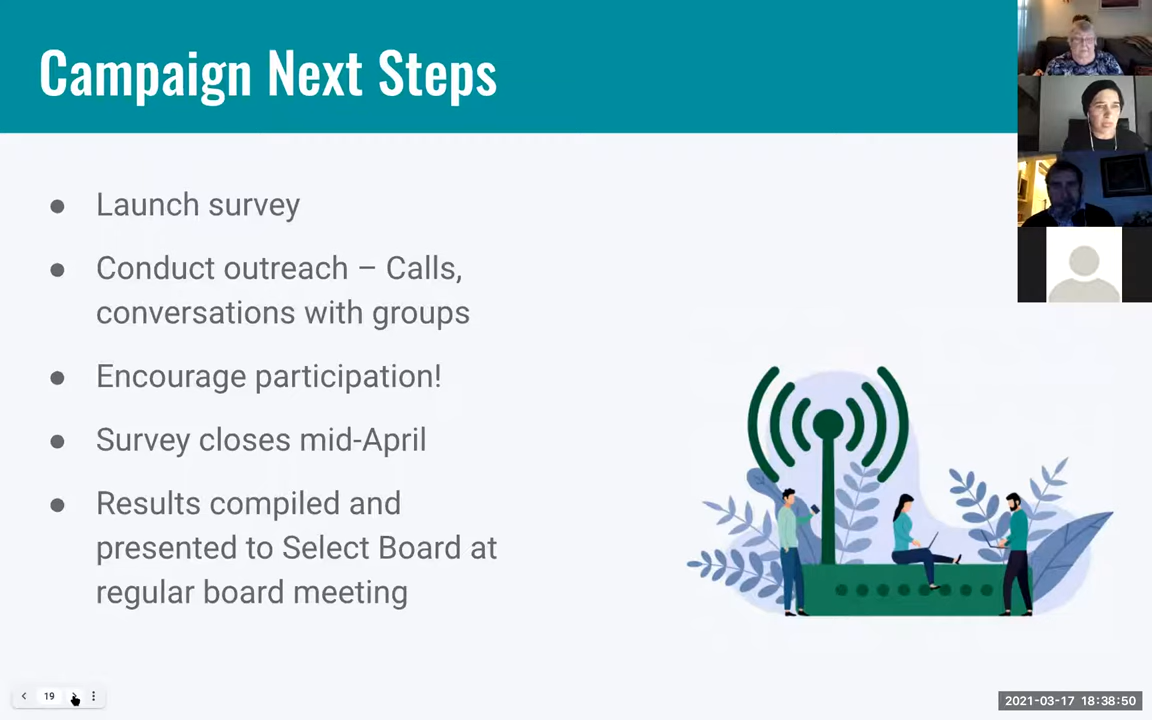 Campaign Next Steps
● Launch survey
● Conduct outreach – Calls,
conversations with groups
● Encourage participation!
● Survey closes mid-April
● Results compiled and
presented to Select Board at
regular board meeting
19
2021-03-17 18:38:50